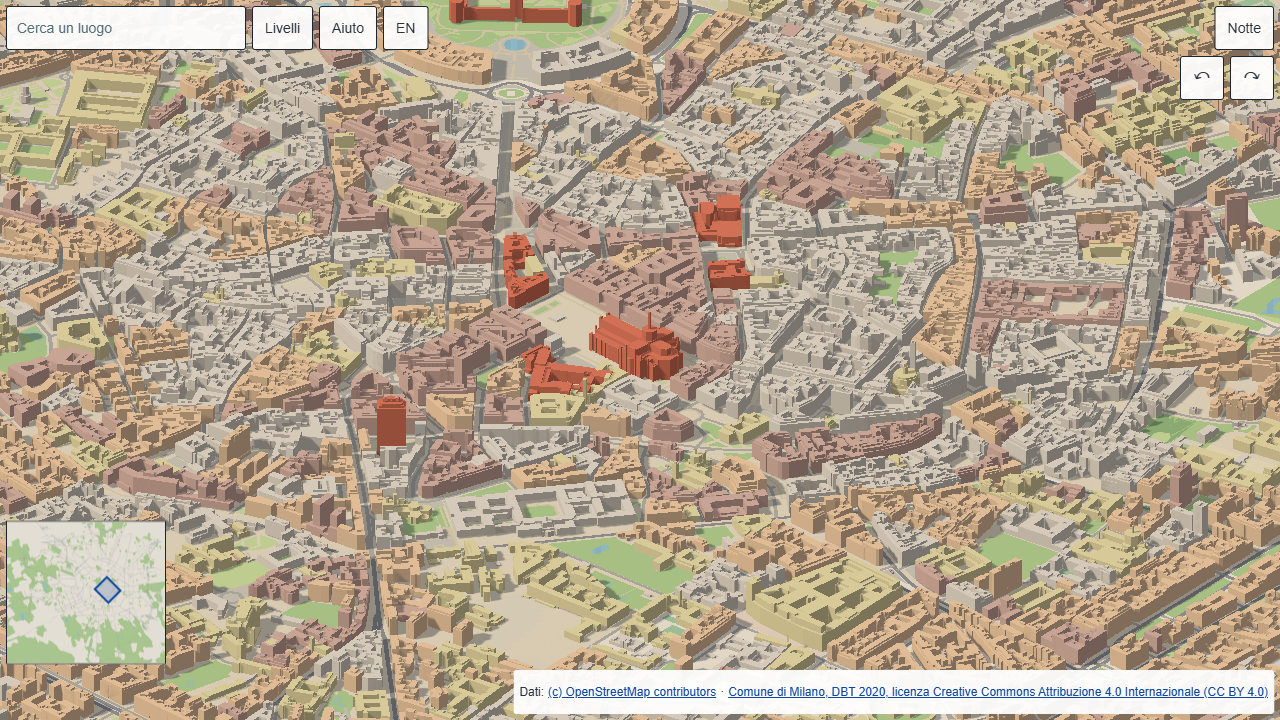 Cerca un luogo
Livelli
Aiuto
EN
Notte
Dati: (c) OpenStreetMap contributors · Comune di Milano, DBT 2020, licenza Creative Commons Attribuzione 4.0 Internazionale (CC BY 4.0)